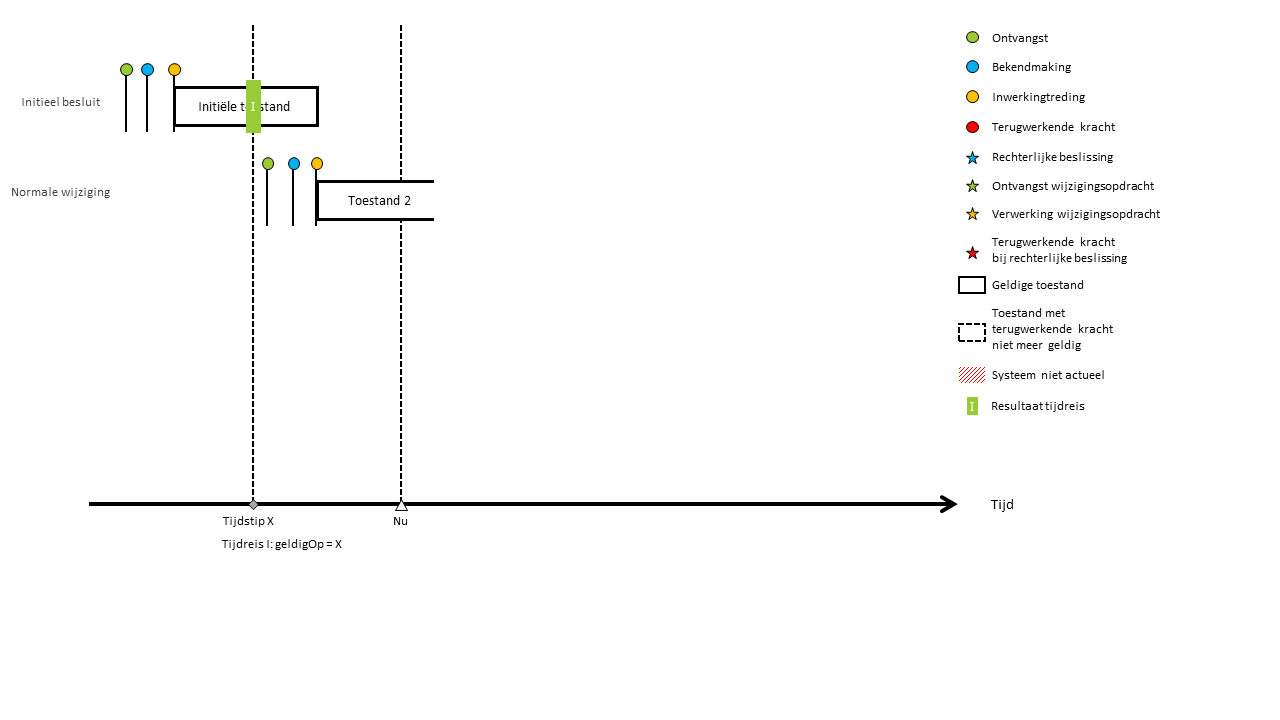 Initieel besluit
Initiële t stand
I
Normale wijziging
Toestand 2
Ontvangst
Bekendmaking
Inwerkingtreding
Terugwerkende kracht
Rechterlijke beslissing
Ontvangst wijzigingsopdracht
Verwerking wijzigingsopdracht
Terugwerkende kracht
bij rechterlijke beslissing
Geldige toestand
Toestand met
terugwerkende kracht
niet meer geldig
Systeem niet actueel
I
Resultaat tijdreis
Tijd
Tijdstip X
Nu
Tijdreis I: geldigOp = X